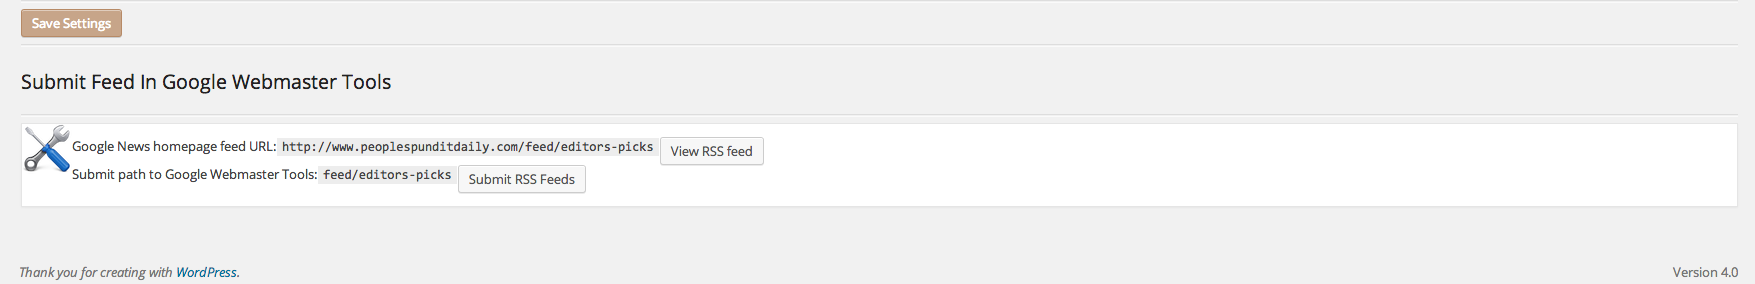 Save Settings
Submit Feed In Google Webmaster Tools
Google News homepage feed URL: http://www.peoplespunditdaily.com/feed/editors-picks View RSS feed
Submit path to Google Webmaster Tools: feed/editors-picks Submit RSS Feeds
Thank you for creating with WordPress. Version 4.0